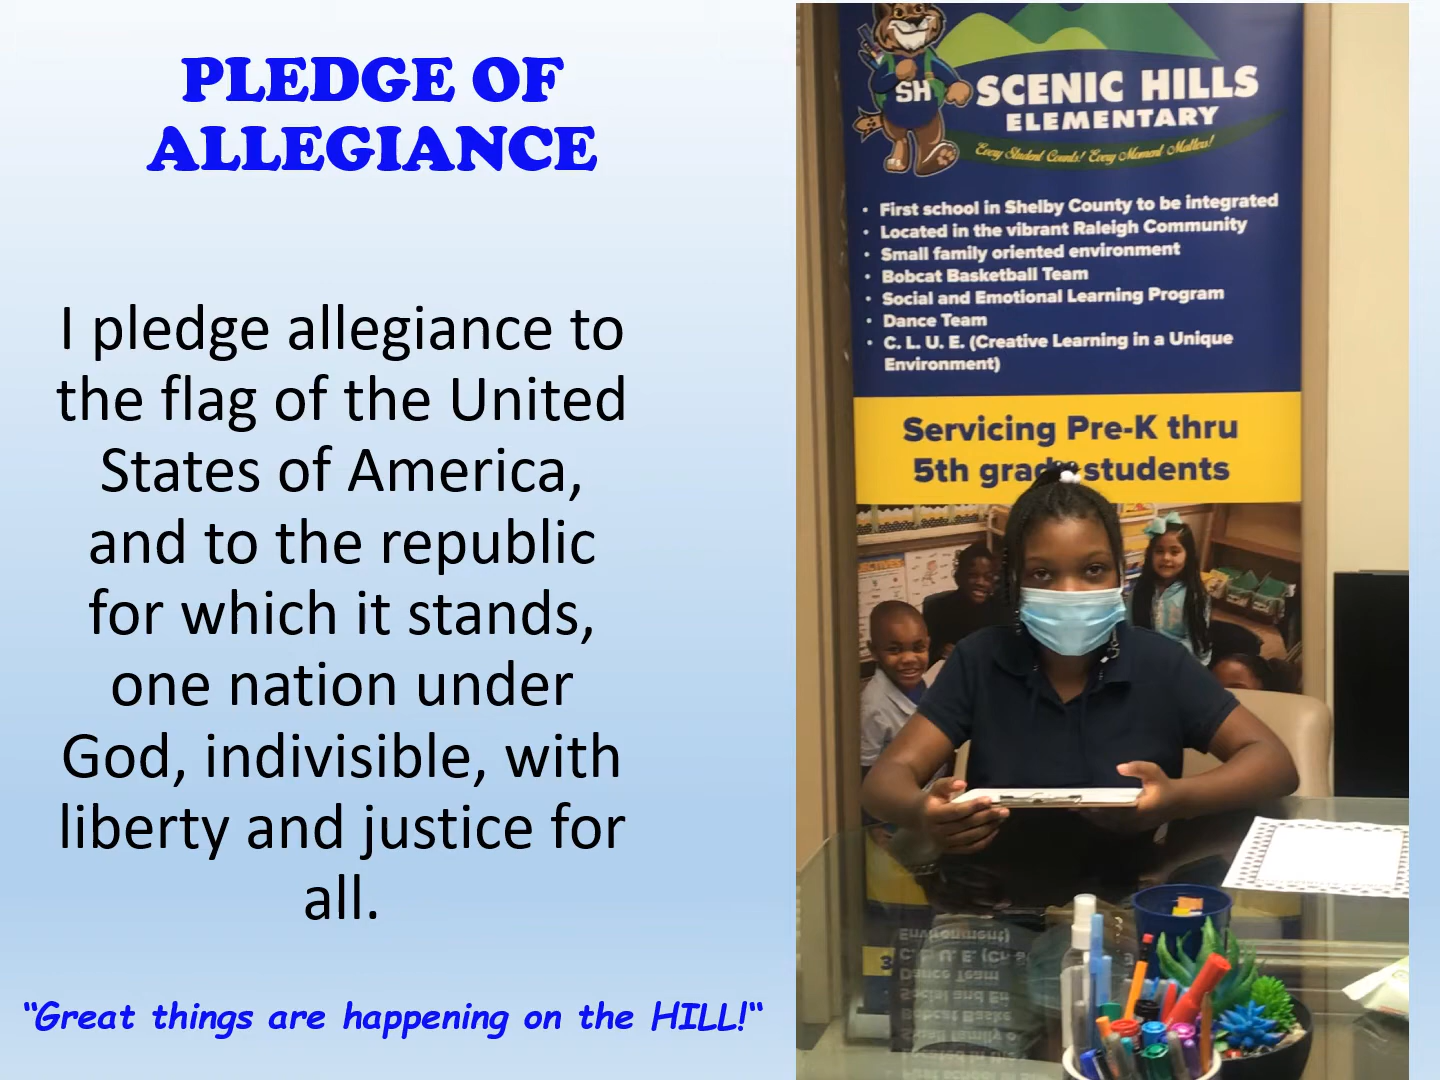 PLEDGE OF
ALLEGIANCE
I pledge allegiance to
the flag of the United
States of America,
and to the republic
for which it stands,
one nation under
God, indivisible, with
liberty and justice for
all.
“Great things are happening on the HILL!“
SH
SCENIC HILLS
ELEMENTARY
Every Student Counts! Every Moment Matters!
• First school in Shelby County to be integrated
• Located in the vibrant Raleigh Community
• Small family oriented environment
• Bobcat Basketball Team
• Social and Emotional Learning Program
• Dance Team
• C. L. U. E. (Creative Learning in a Unique
Environment)
Servicing Pre-K thru
5th grade students